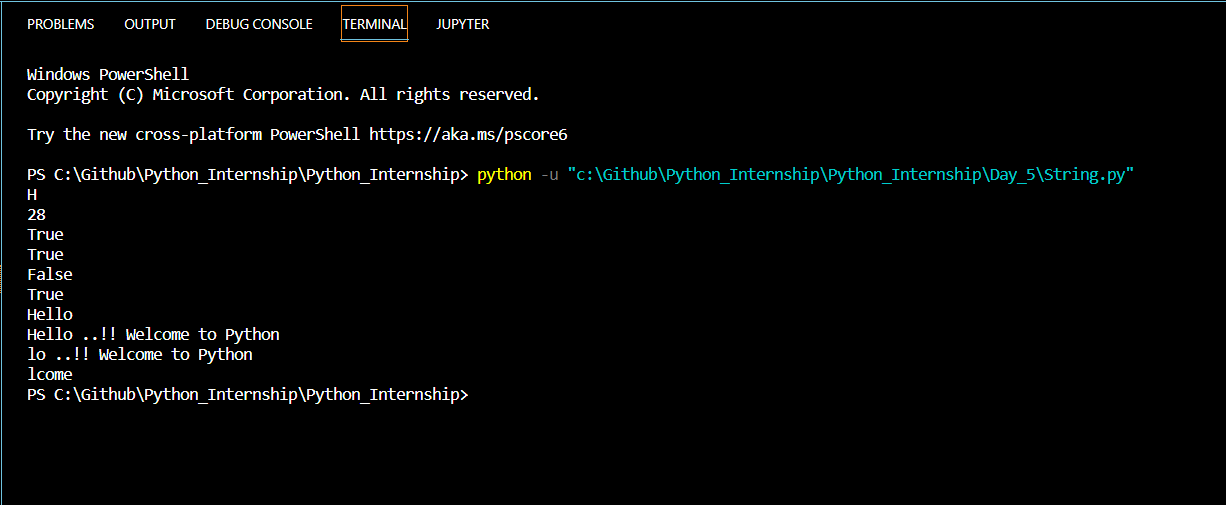 PROBLEMS OUTPUT DEBUG CONSOLE TERMINAL JUPYTER
Windows PowerShell
Copyright (C) Microsoft Corporation. All rights reserved.
Try the new cross-platform PowerShell https://aka.ms/pscore6
PS C:\Github\Python_Internship\Python_Internship> python -u "c:\Github\Python_Internship\Python_Internship\Day_5\String.py"
H
28
True
True
False
True
Hello
Hello ..!! Welcome to Python
lo ..!! Welcome to Python
lcome
PS C:\Github\Python_Internship\Python_Internship>